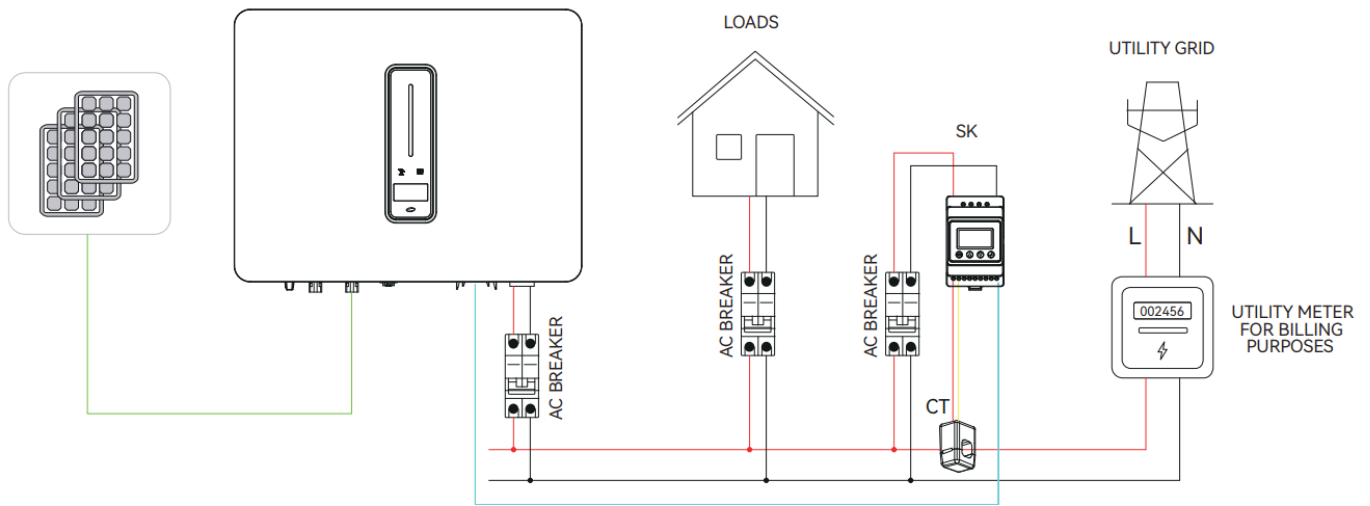 LOADS
UTILITY GRID
SK
L
N
AC BREAKER
AC BREAKER
AC BREAKER
002456
UTILITY METER
FOR BILLING
PURPOSES
CT